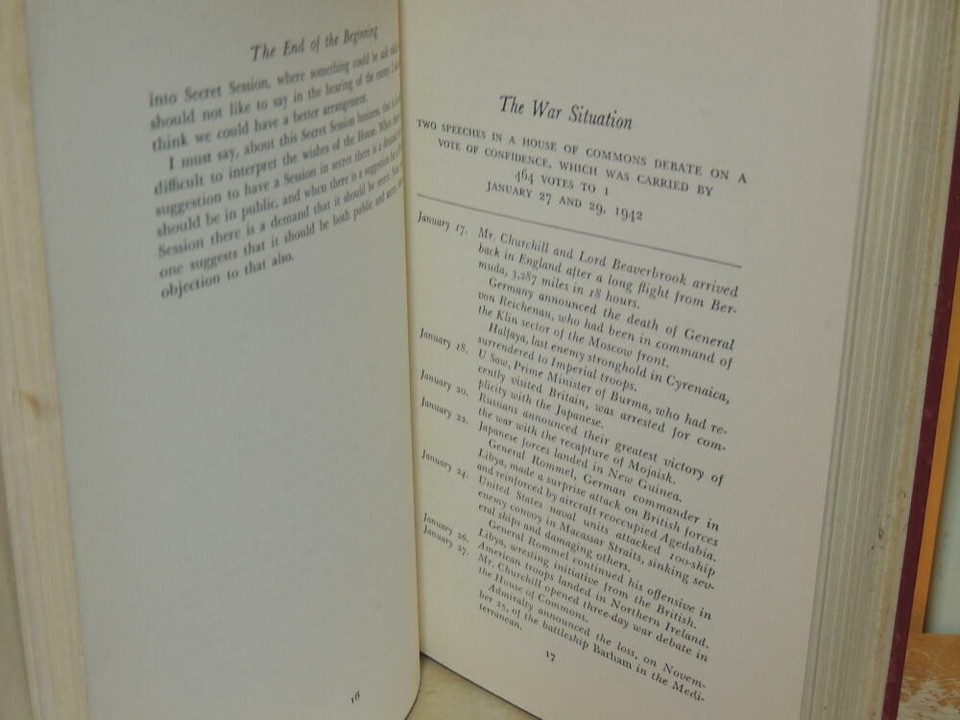 The End of the Beginning
into Secret Session, where something could be said
should not like to say in the hearing of the enemy. I
think we could have a better arrangement.
I must say, about this Secret Session business, that it
difficult to interpret the wishes of the House. When
suggestion to have a Session in secret there is a demand
should be in public, and when there is a suggestion
Session there is a demand that it should be secret.
one suggests that it should be both public and
objection to that also.
16
The War Situation
TWO SPEECHES IN A HOUSE OF COMMONS DEBATE ON A
VOTE OF CONFIDENCE, WHICH WAS CARRIED BY
464 VOTES TO 1
JANUARY 27 AND 29, 1942
January 17. Mr. Churchill and Lord Beaverbrook arrived
back in England after a long flight from Ber-
muda, 3,287 miles in 18 hours.
Germany announced the death of General
von Reichenau, who had been in command of
the Klin sector of the Moscow front.
Halfaya, last enemy stronghold in Cyrenaica,
surrendered to Imperial troops.
January 18. U Saw, Prime Minister of Burma, who had re-
cently visited Britain, was arrested for com-
plicity with the Japanese.
January 20. Russians announced their greatest victory of
the war with the recapture of Mojaisk.
January 22. Japanese forces landed in New Guinea.
General Rommel, German commander in
Libya, made a surprise attack on British forces
and reinforced by aircraft reoccupied Agedabia.
January 24. United States naval units attacked 100-ship
enemy convoy in Macassar Straits, sinking sev-
eral ships and damaging others.
General Rommel continued his offensive in
Libya, wresting initiative from the British.
January 26. American troops landed in Northern Ireland.
January 27. Mr. Churchill opened three-day war debate in
the House of Commons.
Admiralty announced the loss, on Novem-
ber 25, of the battleship Barham in the Medi-
terranean.
17